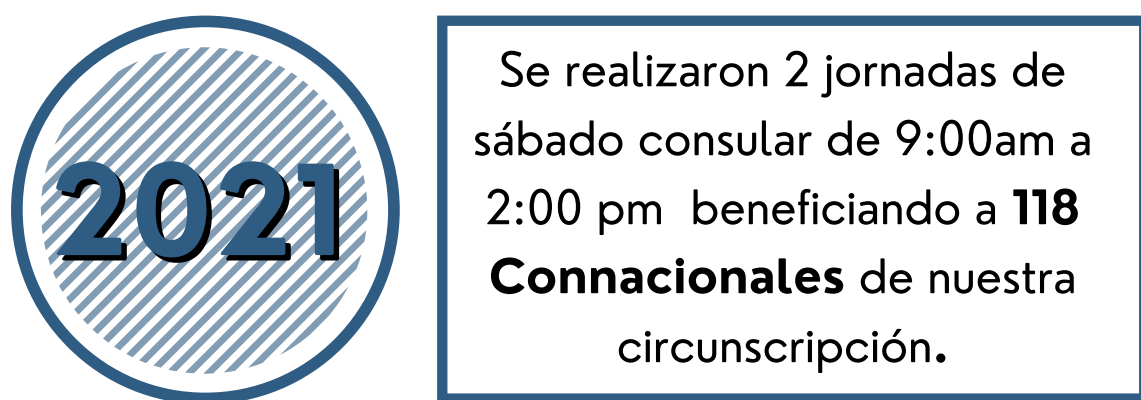 2021
Se realizaron 2 jornadas de
sábado consular de 9:00am a
2:00 pm beneficiando a 118
Connacionales de nuestra
circunscripción.